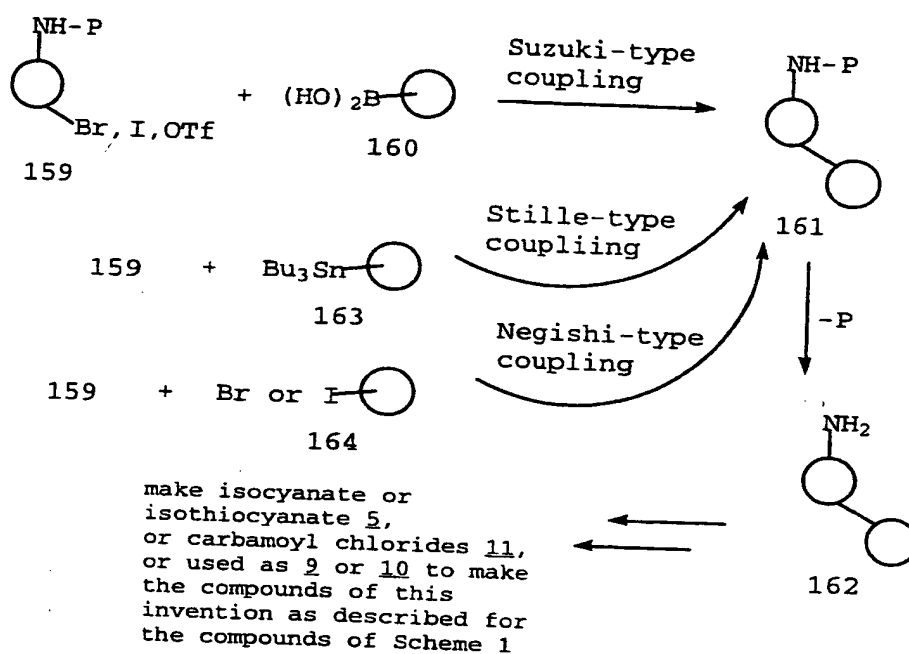 NH-P
Br, I, OTf
159
+
(HO)₂B
160
Suzuki-type
coupling
NH-P
161
159 + Bu₃Sn
163
Stille-type
coupliing
159 + Br or I
164
Negishi-type
coupling
-P
NH₂
162
make isocyanate or
isothiocyanate 5,
or carbamoyl chlorides 11,
or used as 9 or 10 to make
the compounds of this
invention as described for
the compounds of Scheme 1